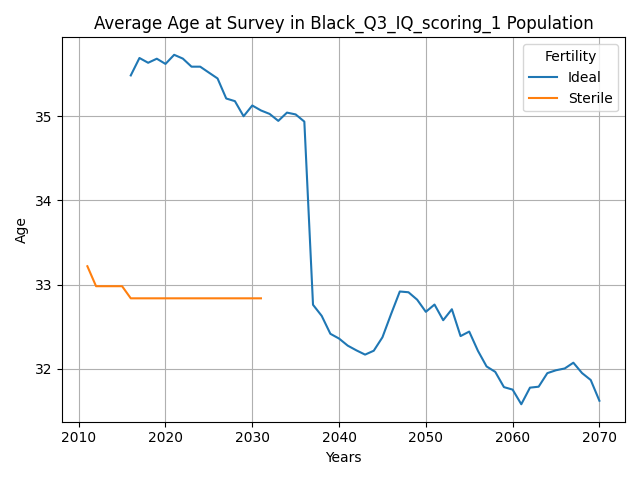 Average Age at Survey in Black_Q3_IQ_scoring_1 Population
Fertility
Ideal
Sterile
Age
35
34
33
32
2010
2020
2030
2040
2050
2060
2070
Years